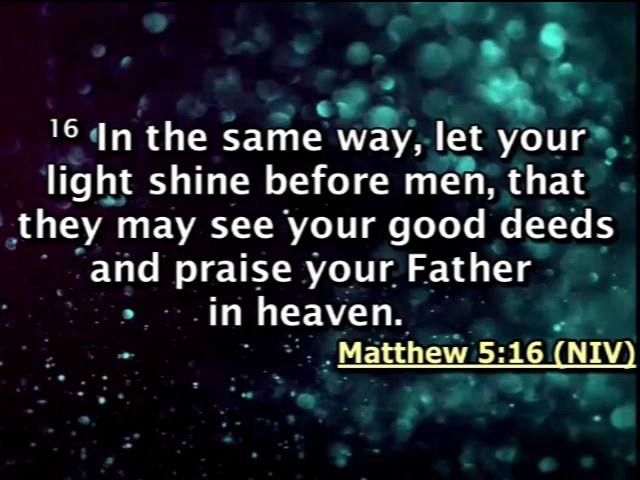 16 In the same way, let your
light shine before men, that
they may see your good deeds
and praise your Father
in heaven.
Matthew 5:16 (NIV)